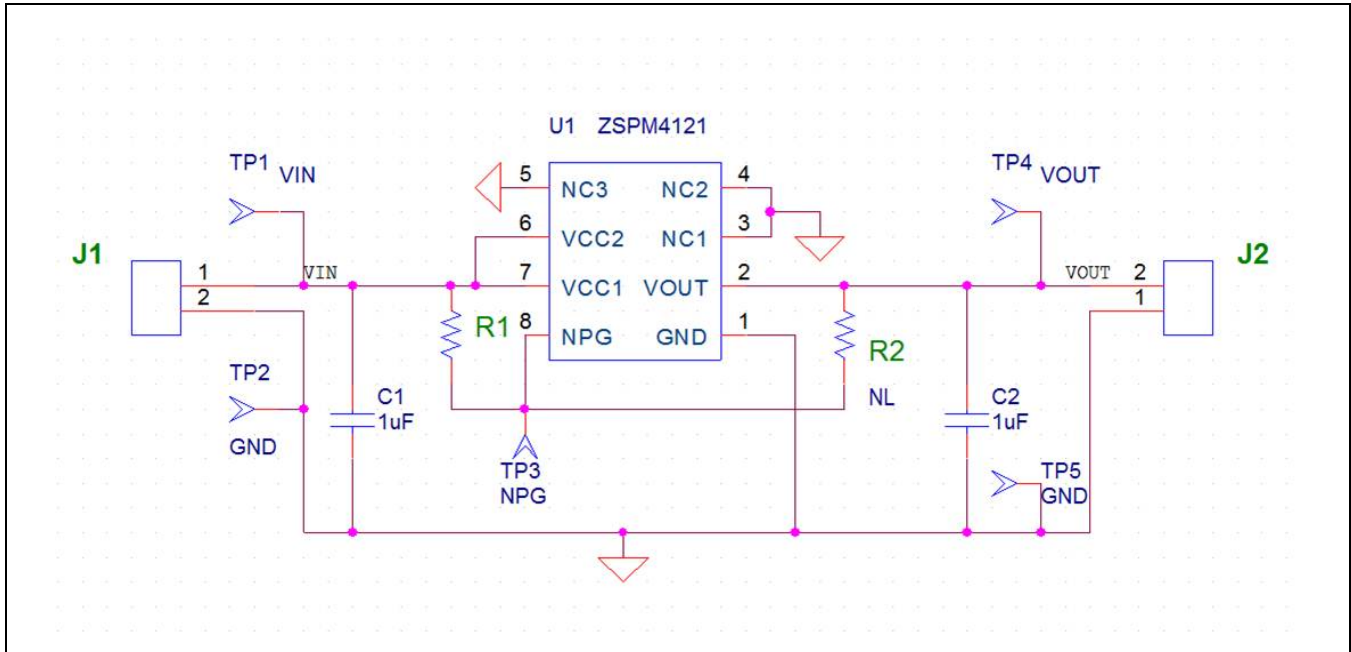 U1 ZSPM4121
TP1
VIN
TP4
VOUT
5
NC3
NC2
4
6
VCC2
NC1
3
J1
1
VIN
7
VCC1
VOUT
2
VOUT
2
J2
2
1
R1
8
NPG
GND
1
R2
TP2
GND
C1
1uF
NL
C2
1uF
TP3
NPG
TP5
GND